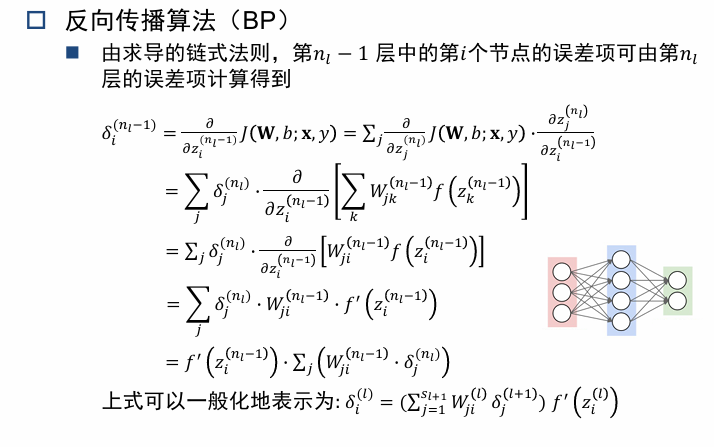 反向传播算法（BP）
由求导的链式法则，第$n_l-1$ 层中的第$i$个节点的误差项可由第$n_l$
层的误差项计算得到
$\delta_i^{(n_l-1)} = \frac{\partial}{\partial z_i^{(n_l-1)}} J(\mathbf{W}, b; \mathbf{x}, y) = \sum_j \frac{\partial}{\partial z_j^{(n_l)}} J(\mathbf{W}, b; \mathbf{x}, y) \cdot \frac{\partial z_j^{(n_l)}}{\partial z_i^{(n_l-1)}}$
$= \sum_j \delta_j^{(n_l)} \cdot \frac{\partial}{\partial z_i^{(n_l-1)}} \left[ \sum_k W_{jk}^{(n_l-1)} f\left(z_k^{(n_l-1)}\right) \right]$
$= \sum_j \delta_j^{(n_l)} \cdot \frac{\partial}{\partial z_i^{(n_l-1)}} \left[ W_{ji}^{(n_l-1)} f\left(z_i^{(n_l-1)}\right) \right]$
$= \sum_j \delta_j^{(n_l)} \cdot W_{ji}^{(n_l-1)} \cdot f'\left(z_i^{(n_l-1)}\right)$
$= f'\left(z_i^{(n_l-1)}\right) \cdot \sum_j \left( W_{ji}^{(n_l-1)} \cdot \delta_j^{(n_l)} \right)$
上式可以一般化地表示为: $\delta_i^{(l)} = (\sum_{j=1}^{s_{l+1}} W_{ji}^{(l)} \delta_j^{(l+1)}) f'\left(z_i^{(l)}\right)$